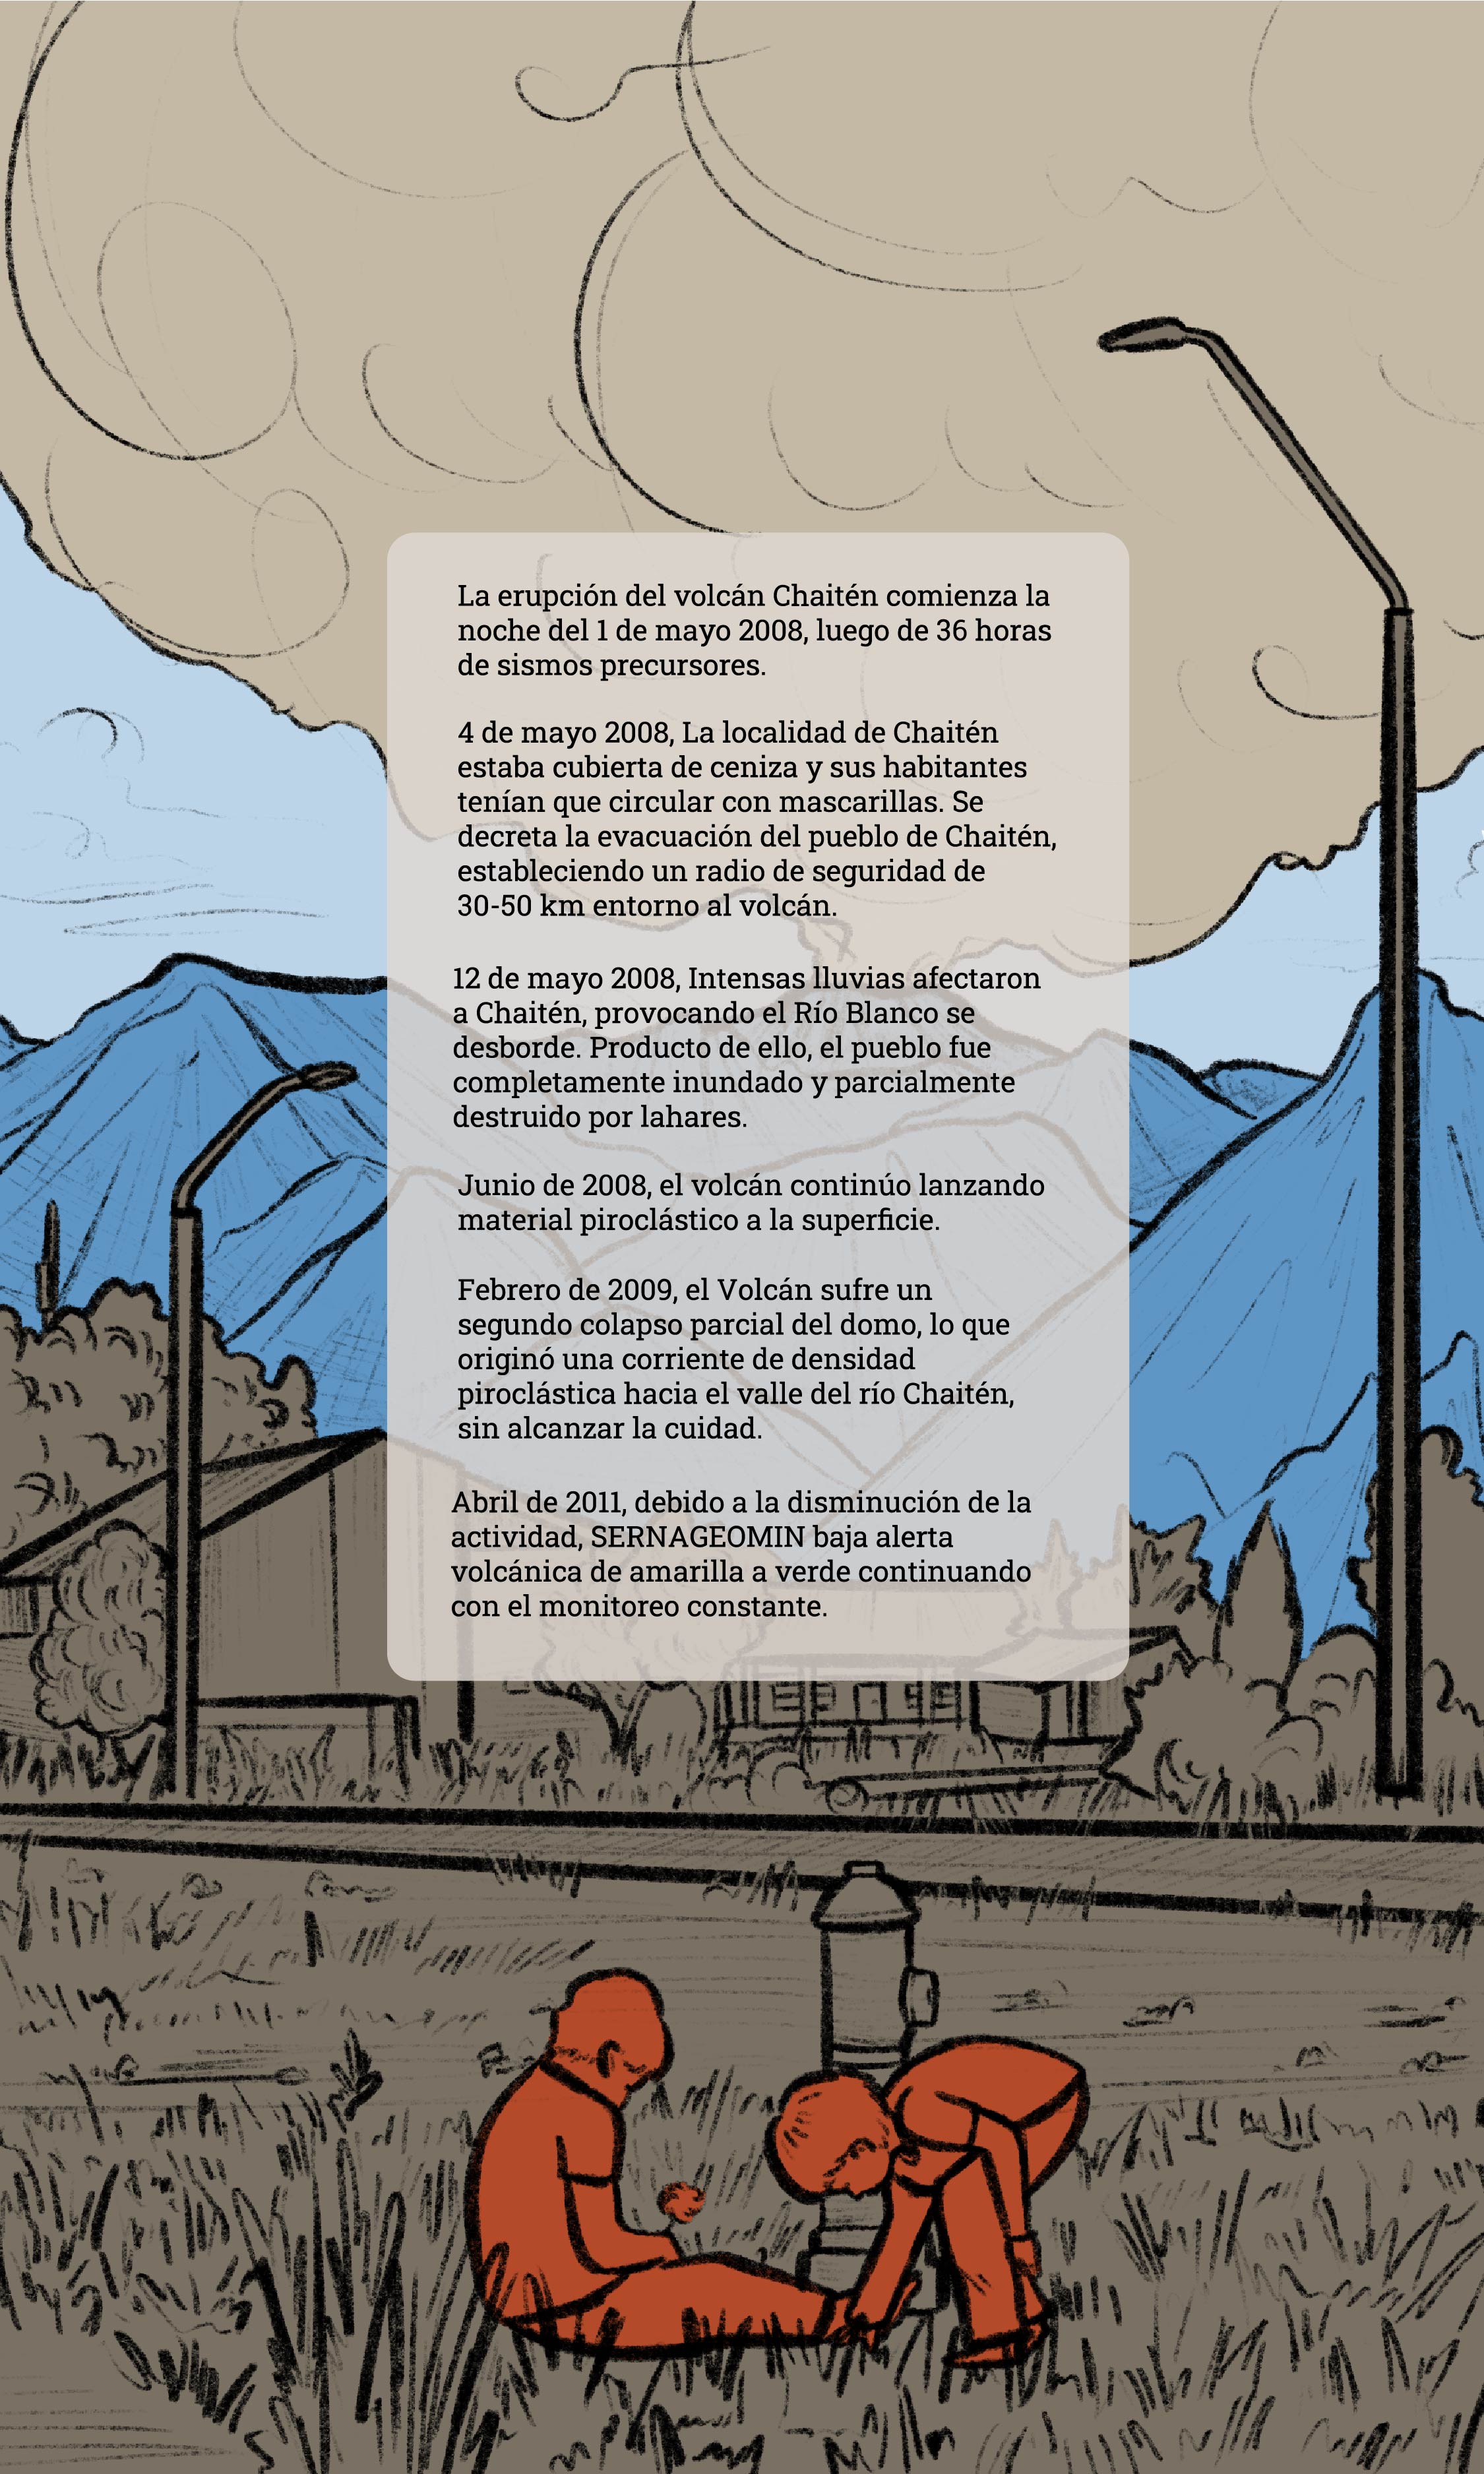 La erupción del volcán Chaitén comienza la
noche del 1 de mayo 2008, luego de 36 horas
de sismos precursores.
4 de mayo 2008, La localidad de Chaitén
estaba cubierta de ceniza y sus habitantes
tenían que circular con mascarillas. Se
decreta la evacuación del pueblo de Chaitén,
estableciendo un radio de seguridad de
30-50 km entorno al volcán.
12 de mayo 2008, Intensas lluvias afectaron
a Chaitén, provocando el Río Blanco se
desborde. Producto de ello, el pueblo fue
completamente inundado y parcialmente
destruido por lahares.
Junio de 2008, el volcán continúo lanzando
material piroclástico a la superficie.
Febrero de 2009, el Volcán sufre un
segundo colapso parcial del domo, lo que
originó una corriente de densidad
piroclástica hacia el valle del río Chaitén,
sin alcanzar la cuidad.
Abril de 2011, debido a la disminución de la
actividad, SERNAGEOMIN baja alerta
volcánica de amarilla a verde continuando
con el monitoreo constante.